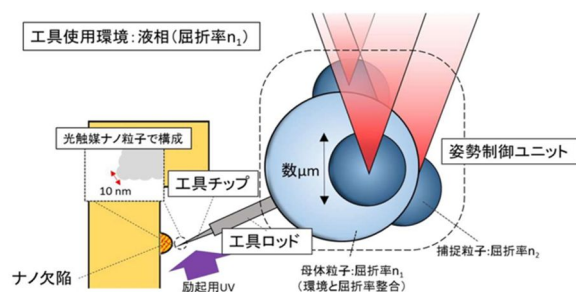 工具使用環境:液相(屈折率n₁)
光触媒ナノ粒子で構成
10 nm
工具チップ
数μm
姿勢制御ユニット
工具ロッド
捕捉粒子:屈折率n₂
ナノ欠陥
励起用UV
母体粒子:屈折率n₁
(環境と屈折率整合)